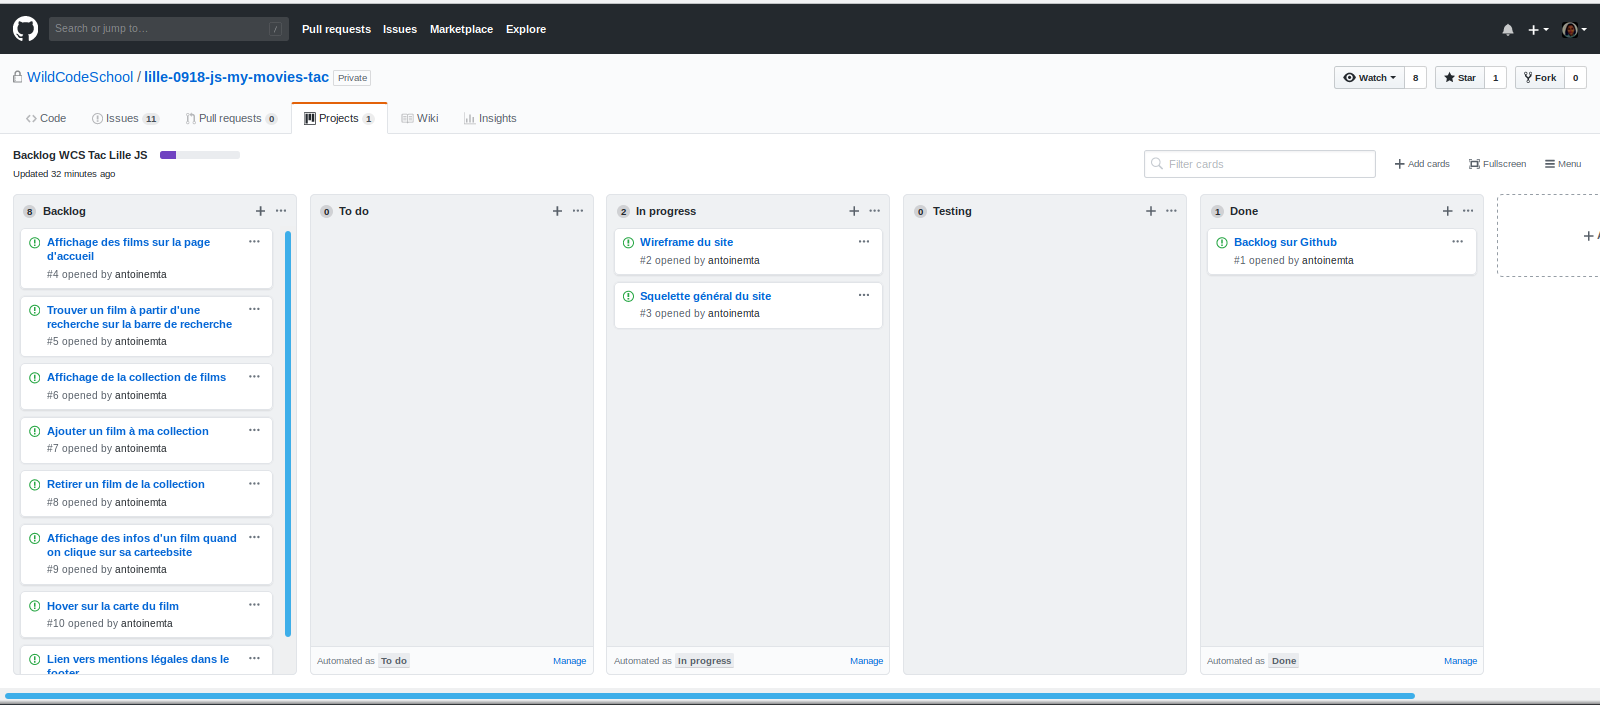 Search or jump to… /
Pull requests Issues Marketplace Explore
WildCodeSchool / lille-0918-js-my-movies-tac Private
Watch 8 Star 1 Fork 0
Code Issues 11 Pull requests 0 Projects 1 Wiki Insights
Backlog WCS Tac Lille JS
Updated 32 minutes ago
Filter cards
Add cards Fullscreen Menu
8 Backlog
Affichage des films sur la page
d'accueil
#4 opened by antoinemta
Trouver un film à partir d'une
recherche sur la barre de recherche
#5 opened by antoinemta
Affichage de la collection de films
#6 opened by antoinemta
Ajouter un film à ma collection
#7 opened by antoinemta
Retirer un film de la collection
#8 opened by antoinemta
Affichage des infos d'un film quand
on clique sur sa carteebsite
#9 opened by antoinemta
Hover sur la carte du film
#10 opened by antoinemta
Lien vers mentions légales dans le
footer
0 To do
Automated as To do Manage
2 In progress
Wireframe du site
#2 opened by antoinemta
Squelette général du site
#3 opened by antoinemta
Automated as In progress Manage
0 Testing
1 Done
Backlog sur Github
#1 opened by antoinemta
Automated as Done Manage